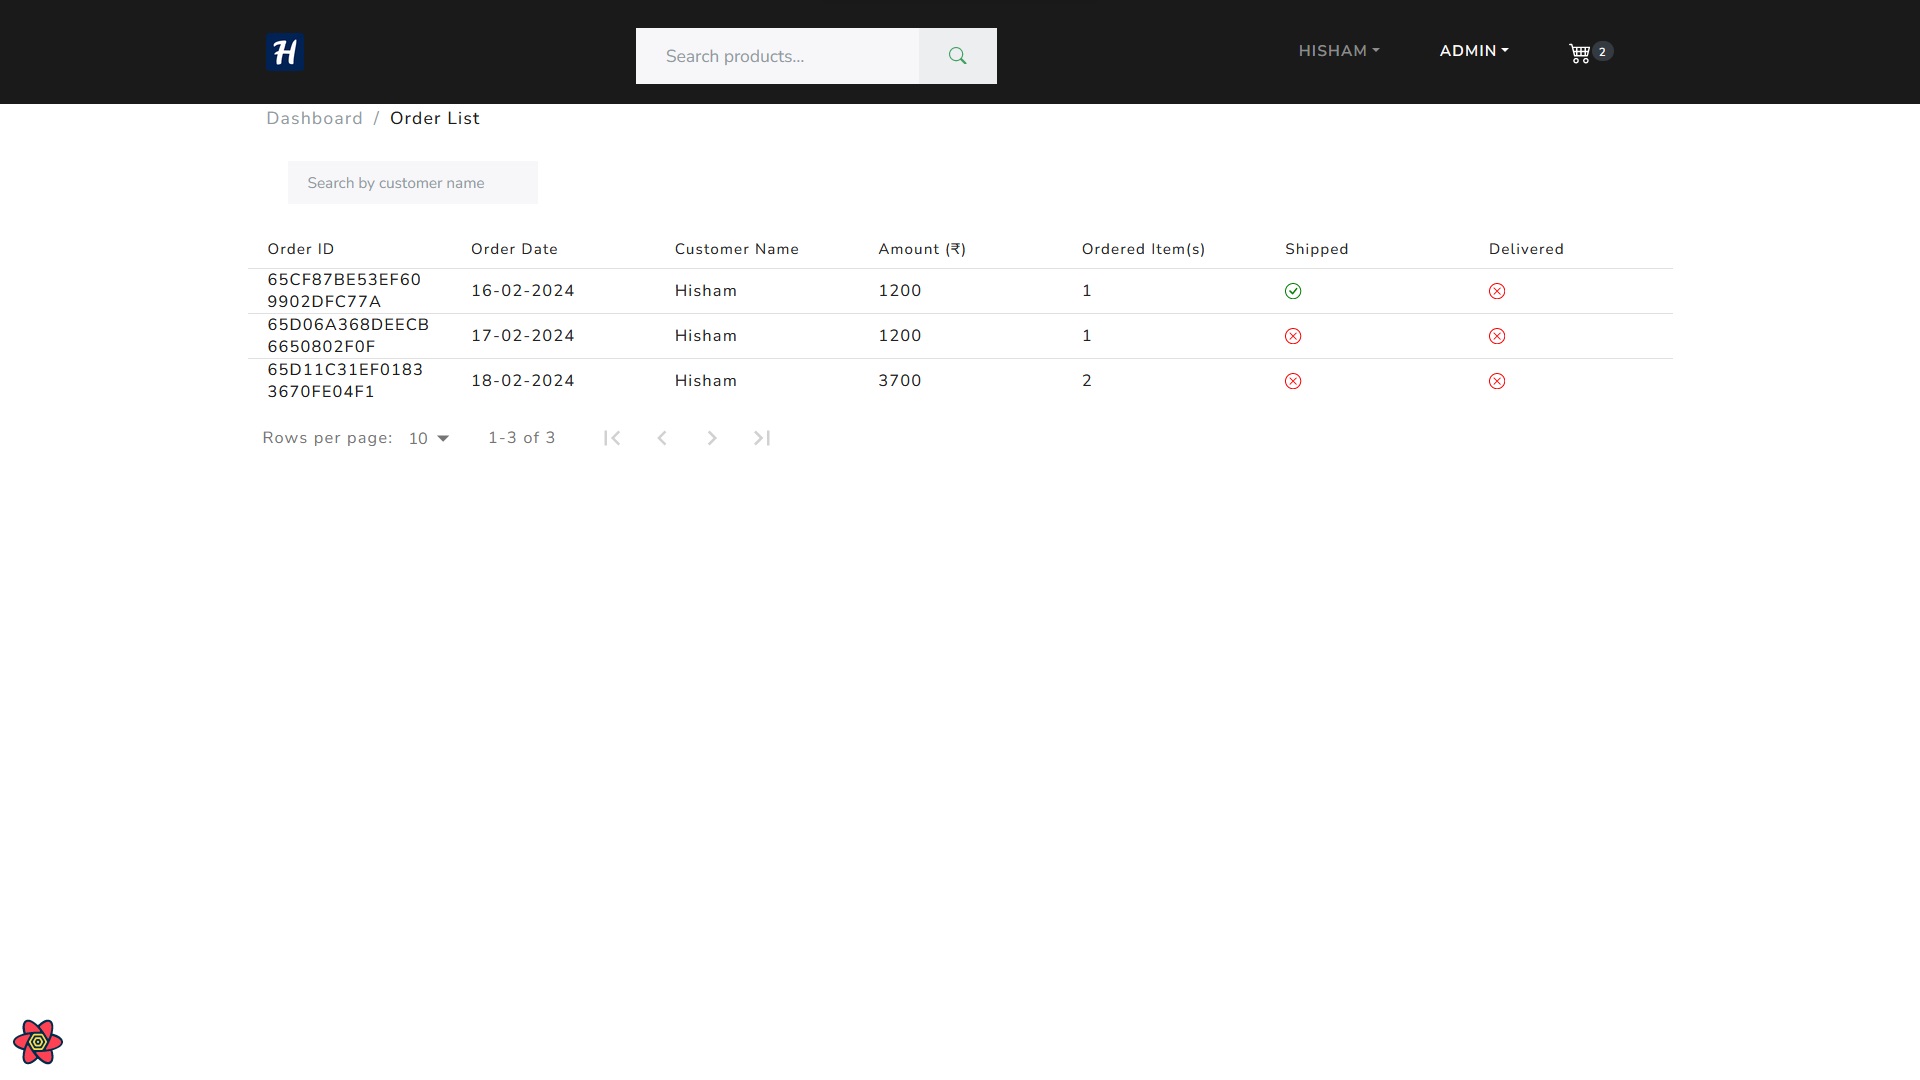 H
Search products...
HISHAM
ADMIN
2
Dashboard / Order List
Search by customer name
Order ID Order Date Customer Name Amount (₹) Ordered Item(s) Shipped Delivered
65CF87BE53EF60
9902DFC77A
16-02-2024 Hisham 1200 1
65D06A368DEECB
6650802F0F
17-02-2024 Hisham 1200 1
65D11C31EF0183
3670FE04F1
18-02-2024 Hisham 3700 2
Rows per page: 10 1-3 of 3